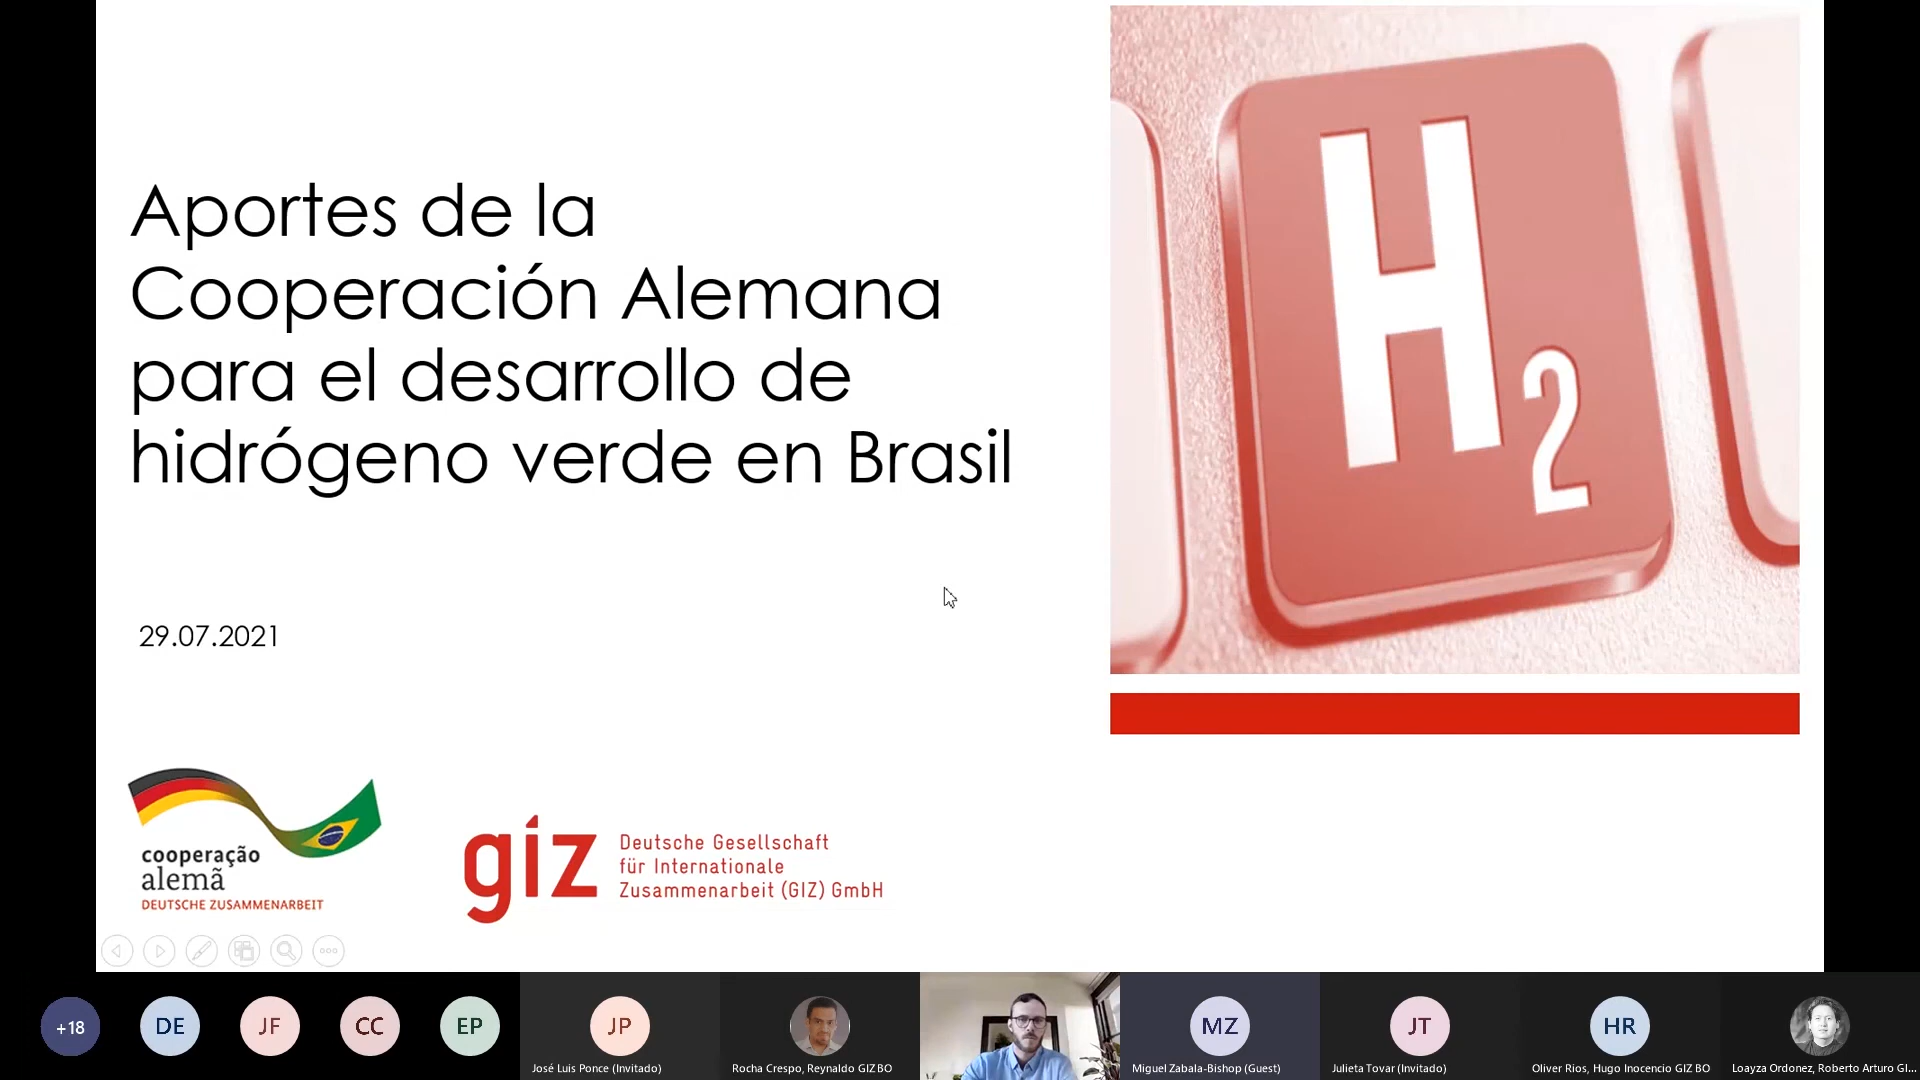 Aportes de la
Cooperación Alemana
para el desarrollo de
hidrógeno verde en Brasil
29.07.2021
H2
cooperação
alemã
DEUTSCHE ZUSAMMENARBEIT
giz
Deutsche Gesellschaft
für Internationale
Zusammenarbeit (GIZ) GmbH
+18
DE
JF
CC
EP
JP
José Luis Ponce (Invitado)
Rocha Crespo, Reynaldo GIZ BO
MZ
Miguel Zabala-Bishop (Guest)
JT
Julieta Tovar (Invitado)
HR
Oliver Rios, Hugo Inocencio GIZ BO
Loayza Ordonez, Roberto Arturo GI...